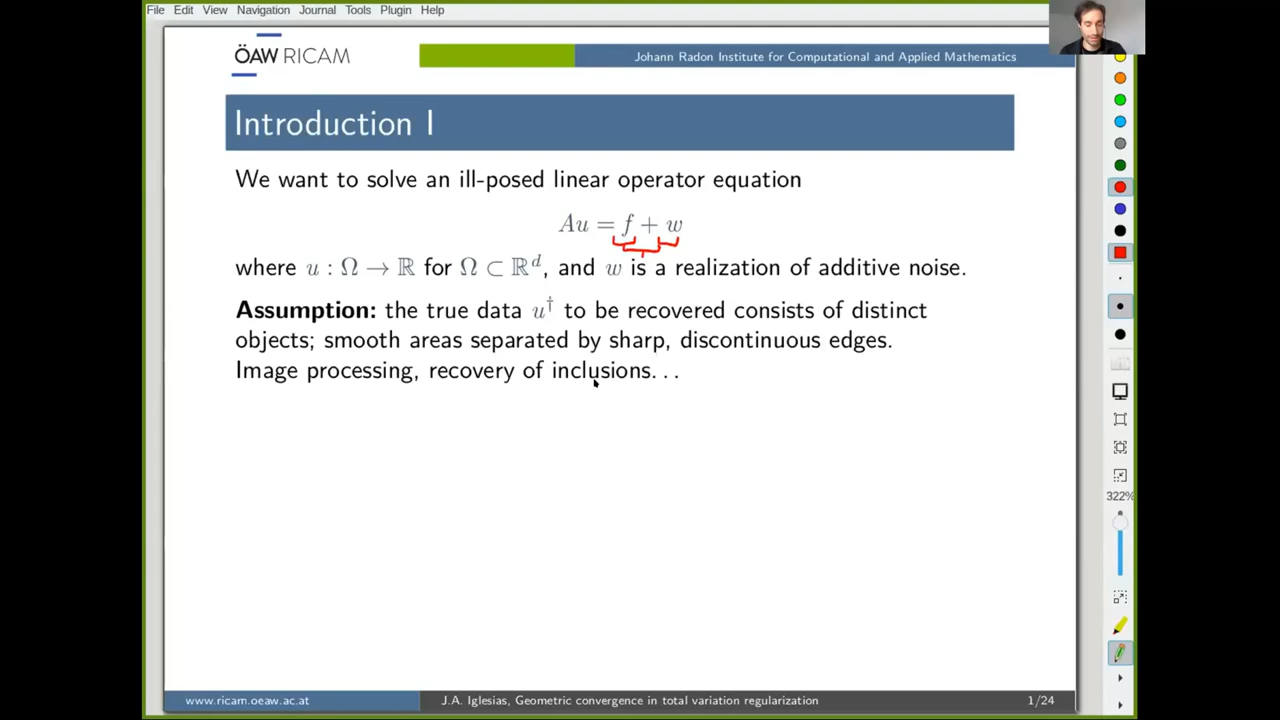 File Edit View Navigation Journal Tools Plugin Help
ÖAW RICAM
Johann Radon Institute for Computational and Applied Mathematics
Introduction I
We want to solve an ill-posed linear operator equation
Au = f + w
where u : Ω → ℝ for Ω ⊂ ℝᵈ, and w is a realization of additive noise.
Assumption: the true data u† to be recovered consists of distinct
objects; smooth areas separated by sharp, discontinuous edges.
Image processing, recovery of inclusions...
322%
www.ricam.oeaw.ac.at
J.A. Iglesias, Geometric convergence in total variation regularization
1/24